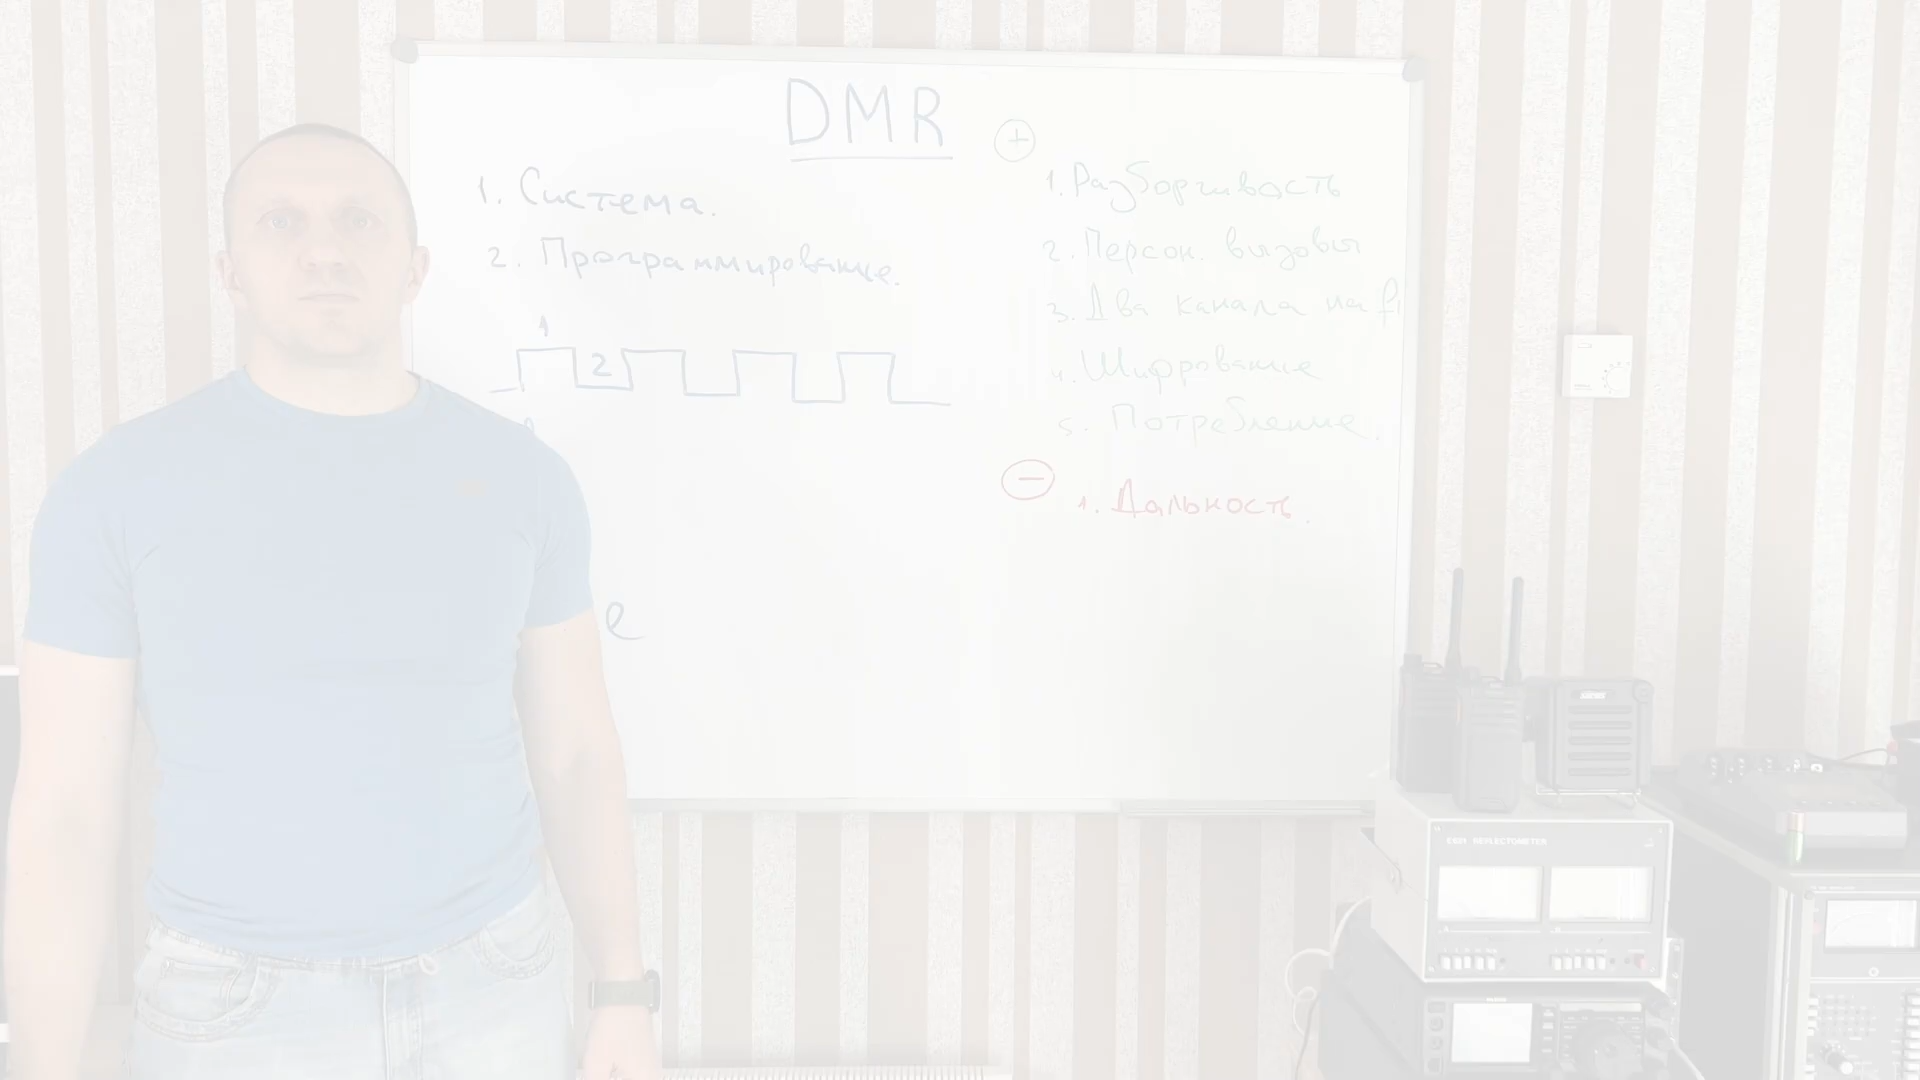 DMR
1. Система.
2. Программирование.
1
2
e
+
1. Разборчивость
2. Персон. вызовы
3. Два канала на f1
4. Шифрование
5. Потребление.
−
1. Дальность.
REFLECTOMETER